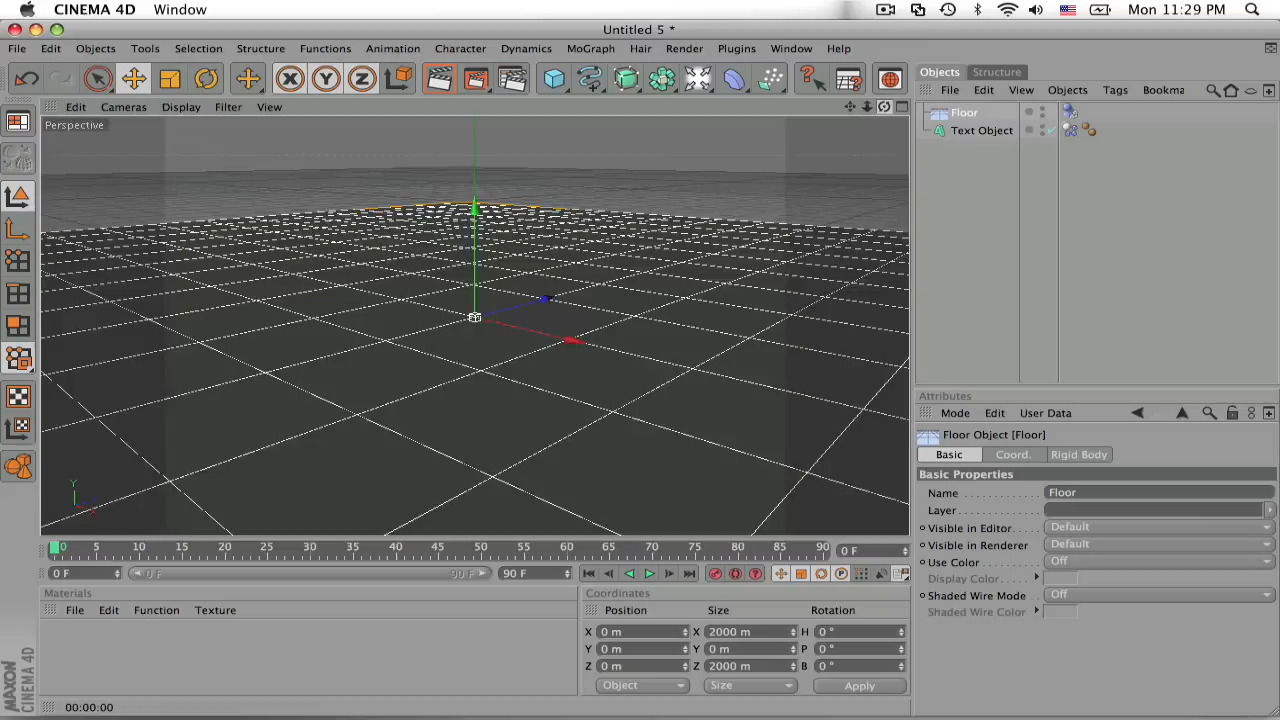 CINEMA 4D Window Mon 11:29 PM
Untitled 5 *
File Edit Objects Tools Selection Structure Functions Animation Character Dynamics MoGraph Hair Render Plugins Window Help
Objects Structure
File Edit View Objects Tags Bookma
Edit Cameras Display Filter View
Perspective
Floor
Text Object
Y
X
Attributes
Mode Edit User Data
Floor Object [Floor]
Basic Coord. Rigid Body
Basic Properties
Name Floor
Layer
Visible in Editor Default
Visible in Renderer Default
Use Color Off
Display Color
Shaded Wire Mode Off
Shaded Wire Color
0 5 10 15 20 25 30 35 40 45 50 55 60 65 70 75 80 85 90 0 F
0 F 0 F 90 F 90 F
Materials
File Edit Function Texture
Coordinates
Position Size Rotation
X 0 m X 2000 m H 0 °
Y 0 m Y 0 m P 0 °
Z 0 m Z 2000 m B 0 °
Object Size Apply
MAXON
CINEMA 4D
00:00:00